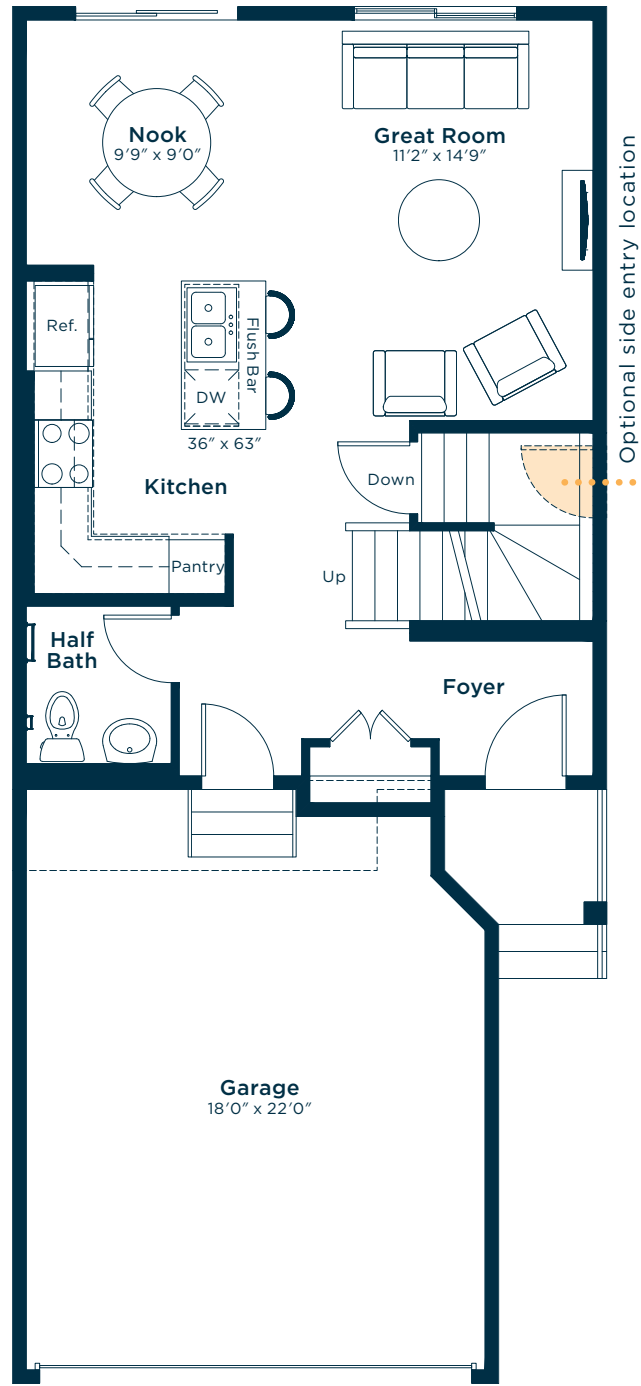 Nook
9′9″ x 9′0″
Great Room
11′2″ x 14′9″
Optional side entry location
Ref.
Flush Bar
DW
36″ x 63″
Kitchen
Down
Pantry
Up
Half
Bath
Foyer
Garage
18′0″ x 22′0″